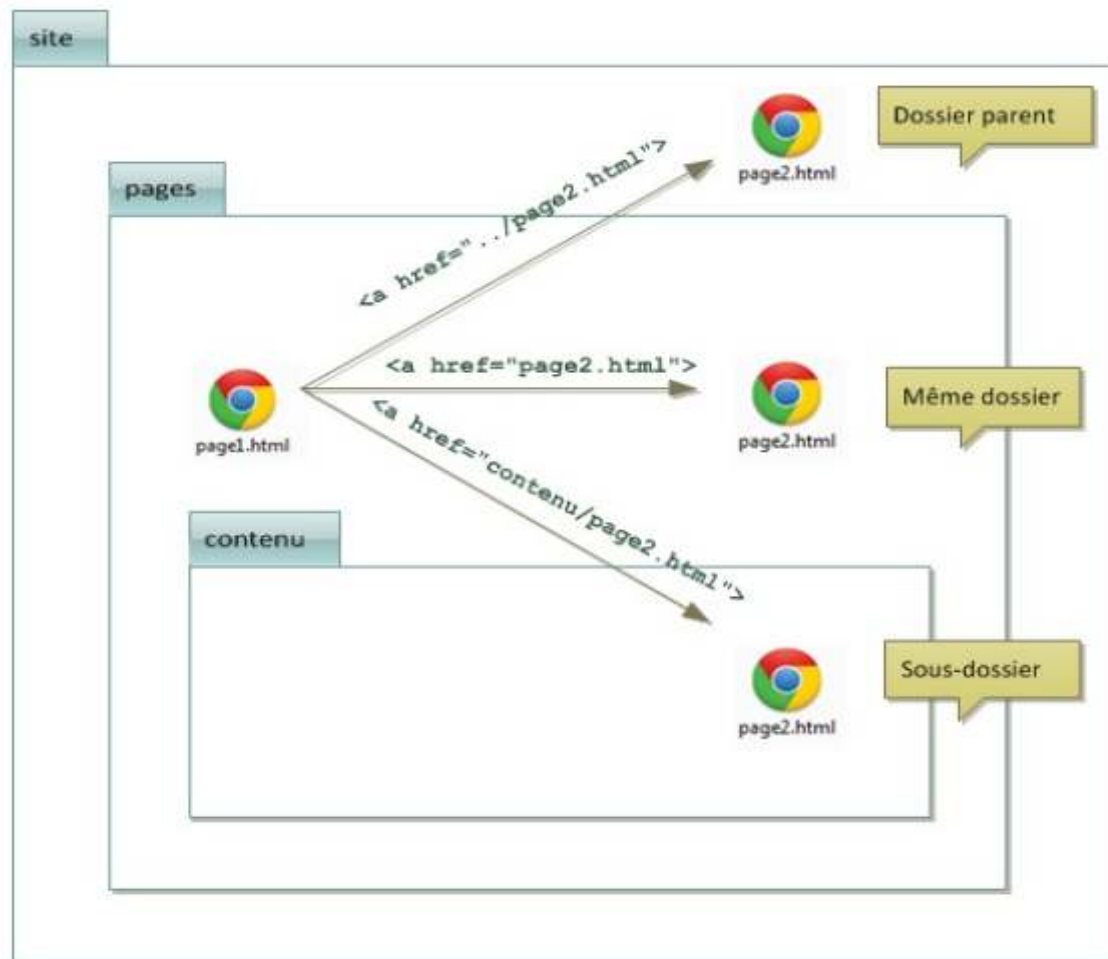 site
Dossier parent
page2.html
pages
<a href="../page2.html">
<a href="page2.html">
Même dossier
page1.html
page2.html
<a href="contenu/page2.html">
contenu
Sous-dossier
page2.html